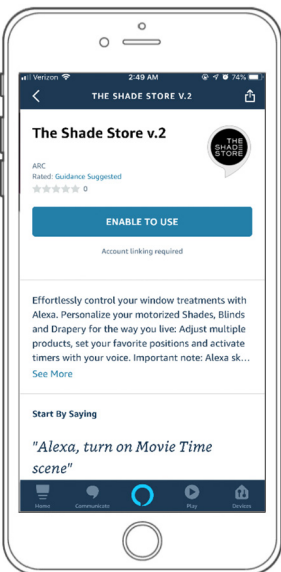 Verizon 2:49 AM 74%
THE SHADE STORE V.2
The Shade Store v.2
THE
SHADE
STORE
ARC
Rated: Guidance Suggested
0
ENABLE TO USE
Account linking required
Effortlessly control your window treatments with
Alexa. Personalize your motorized Shades, Blinds
and Drapery for the way you live: Adjust multiple
products, set your favorite positions and activate
timers with your voice. Important note: Alexa sk...
See More
Start By Saying
"Alexa, turn on Movie Time
scene"
Home Communicate Play Devices